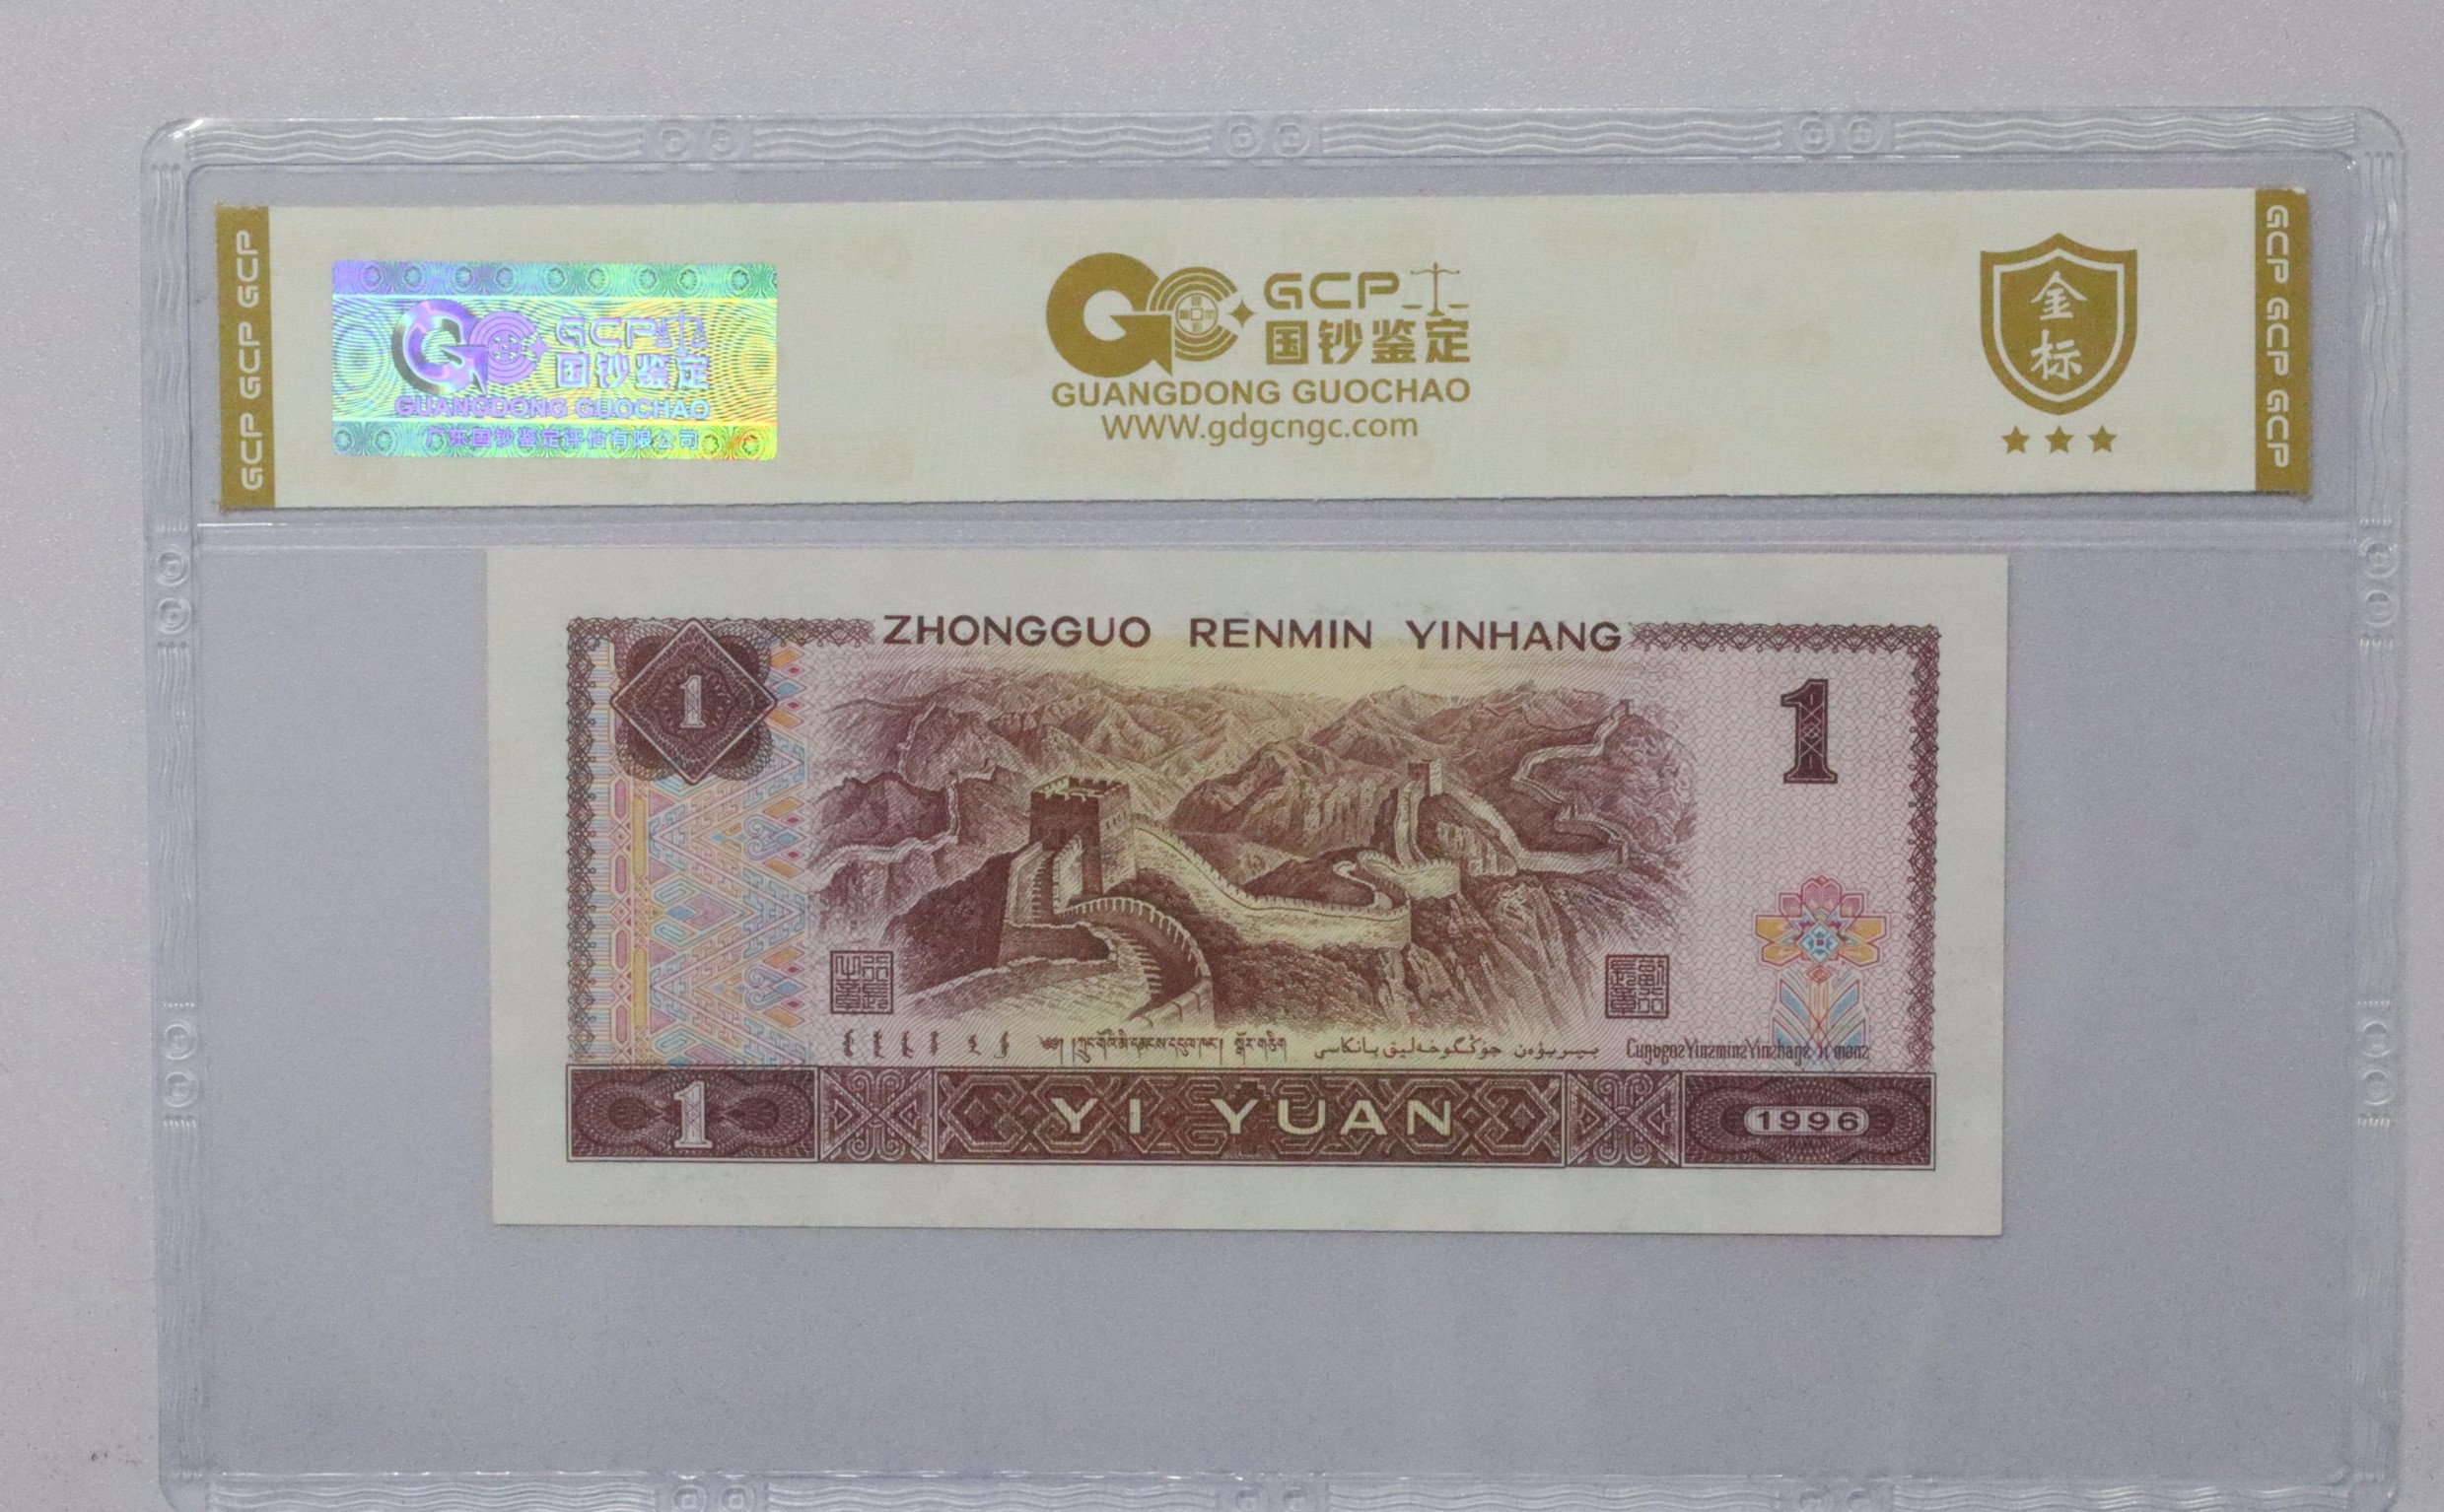 GCP GCP GCP
GCP
国钞鉴定
GUANGDONG GUOCHAO
广东国钞鉴定评估有限公司
GCP
国钞鉴定
GUANGDONG GUOCHAO
WWW.gdgcngc.com
金
标
GCP GCP GCP
ZHONGGUO RENMIN YINHANG
1
1
YI YUAN
1
1996